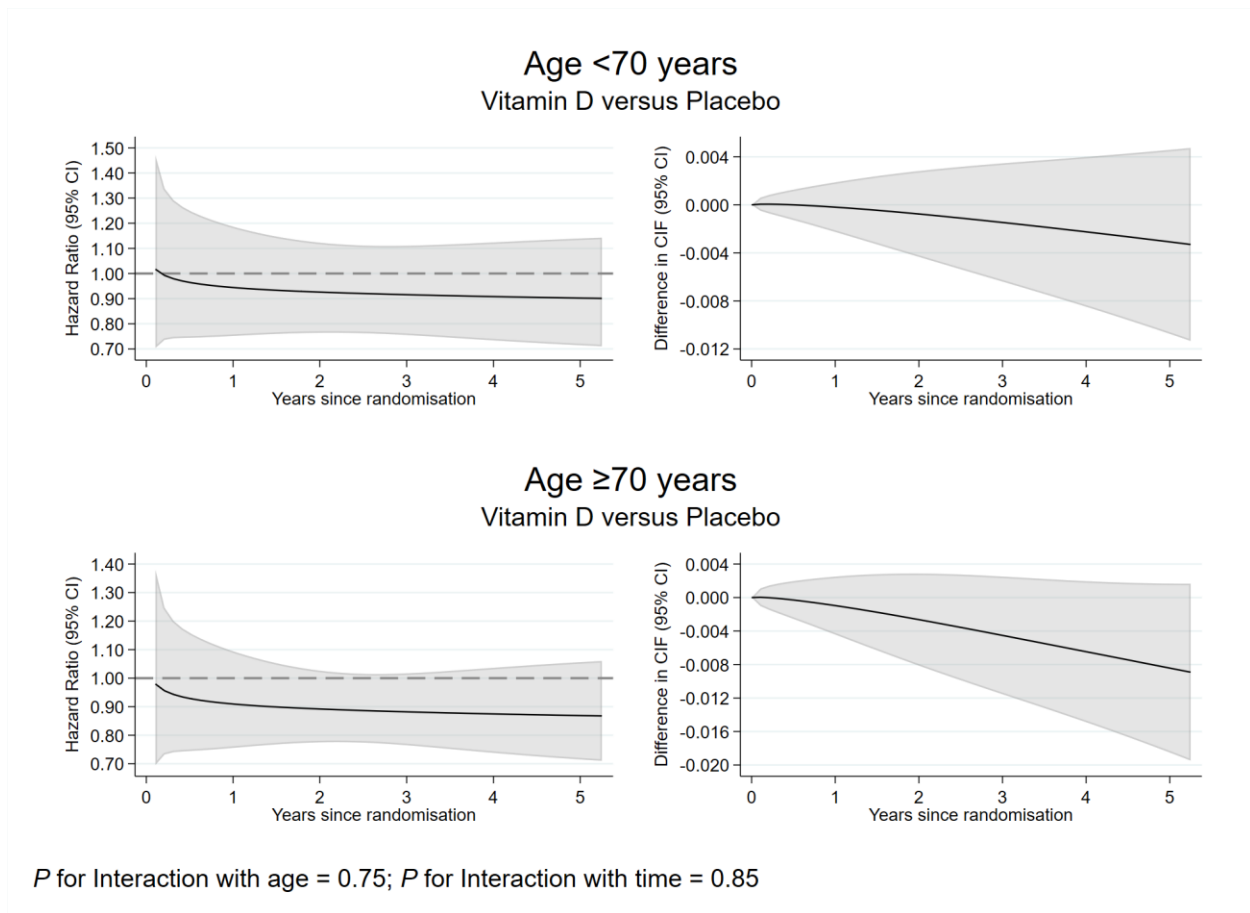 Age <70 years
Vitamin D versus Placebo
Hazard Ratio (95% CI)
1.50
1.40
1.30
1.20
1.10
1.00
0.90
0.80
0.70
0 1 2 3 4 5
Years since randomisation
Difference in CIF (95% CI)
0.004
0.000
-0.004
-0.008
-0.012
0 1 2 3 4 5
Years since randomisation
Age ≥70 years
Vitamin D versus Placebo
Hazard Ratio (95% CI)
1.40
1.30
1.20
1.10
1.00
0.90
0.80
0.70
0 1 2 3 4 5
Years since randomisation
Difference in CIF (95% CI)
0.004
0.000
-0.004
-0.008
-0.012
-0.016
-0.020
0 1 2 3 4 5
Years since randomisation
P for Interaction with age = 0.75; P for Interaction with time = 0.85